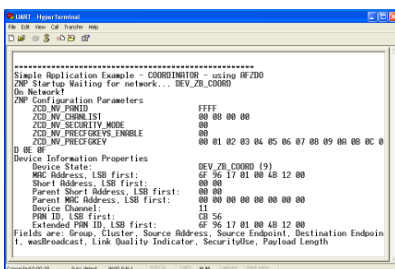 UART - HyperTerminal
File Edit View Call Transfer Help
****************************************************
Simple Application Example - COORDINATOR - using AFZDO
ZNP Startup Waiting for network... DEV_ZB_COORD
On Network!
ZNP Configuration Parameters
ZCD_NV_PANID FFFF
ZCD_NV_CHANLIST 00 08 00 00
ZCD_NV_SECURITY_MODE 00
ZCD_NV_PRECFGKEYS_ENABLE 00
ZCD_NV_PRECFGKEY 00 01 02 03 04 05 06 07 08 09 0A 0B 0C 0
D 0E 0F
Device Information Properties
Device State: DEV_ZB_COORD (9)
MAC Address, LSB first: 6F 96 17 01 00 4B 12 00
Short Address, LSB first: 00 00
Parent Short Address, LSB first: 00 00
Parent MAC Address, LSB first: 00 00 00 00 00 00 00 00
Device Channel: 11
PAN ID, LSB first: CB 56
Extended PAN ID, LSB first: 6F 96 17 01 00 4B 12 00
Fields are: Group, Cluster, Source Address, Source Endpoint, Destination Endpoin
t, wasBroadcast, Link Quality Indicator, SecurityUse, Payload Length